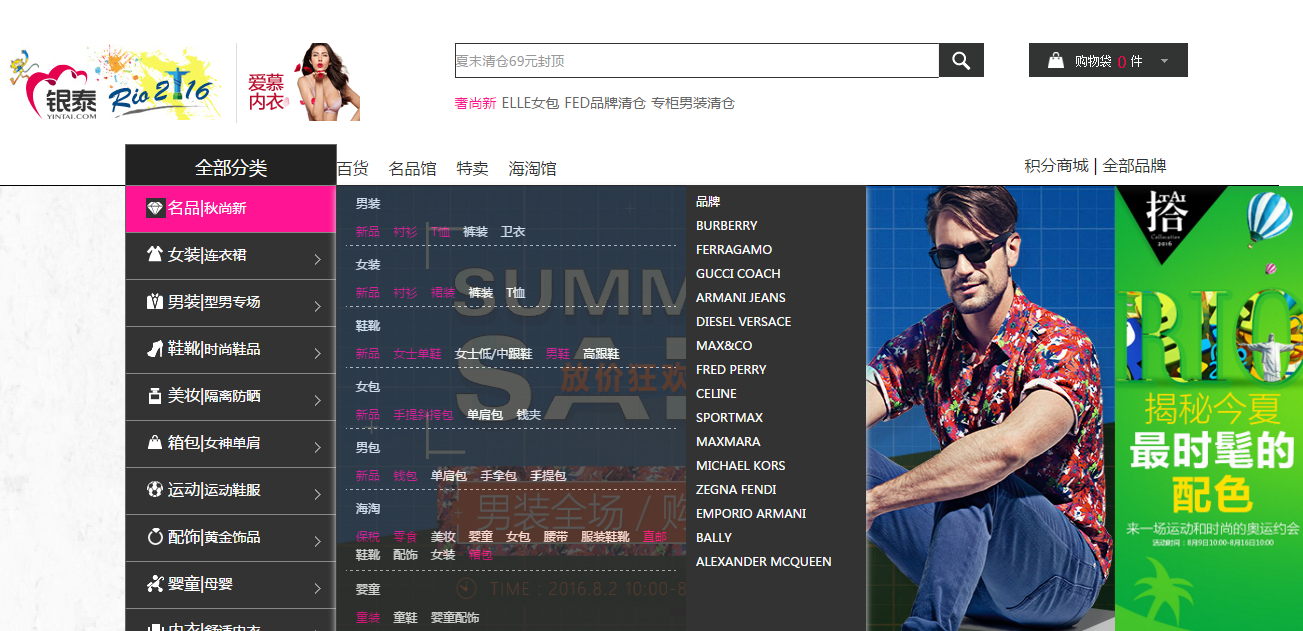 银泰
YINTAI.COM
Rio 2016
爱慕
内衣
夏末清仓69元封顶
购物袋 0 件
奢尚新 ELLE女包 FED品牌清仓 专柜男装清仓
全部分类
百货 名品馆 特卖 海淘馆
积分商城 | 全部品牌
名品|秋尚新
女装|连衣裙
男装|型男专场
鞋靴|时尚鞋品
美妆|隔离防晒
箱包|女神单肩
运动|运动鞋服
配饰|黄金饰品
婴童|母婴
内衣|舒适内衣
男装
新品 衬衫 T恤 裤装 卫衣
女装
新品 衬衫 裙装 裤装 T恤
鞋靴
新品 女士单鞋 女士低/中跟鞋 男鞋 高跟鞋
女包
新品 手提斜挎包 单肩包 钱夹
男包
新品 钱包 单肩包 手拿包 手提包
海淘
保税 零食 美妆 婴童 女包 腰带 服装鞋靴 直邮
鞋靴 配饰 女装 箱包
婴童
童装 童鞋 婴童配饰
SUMM
SA
放价狂欢
男装全场 / 购
TIME : 2016.8.2 10:00-8
品牌
BURBERRY
FERRAGAMO
GUCCI COACH
ARMANI JEANS
DIESEL VERSACE
MAX&CO
FRED PERRY
CELINE
SPORTMAX
MAXMARA
MICHAEL KORS
ZEGNA FENDI
EMPORIO ARMANI
BALLY
ALEXANDER MCQUEEN
搭
2016
RIO
揭秘今夏
最时髦的
配色
来一场运动和时尚的奥运约会
活动时间：8月9日10:00-8月16日10:00